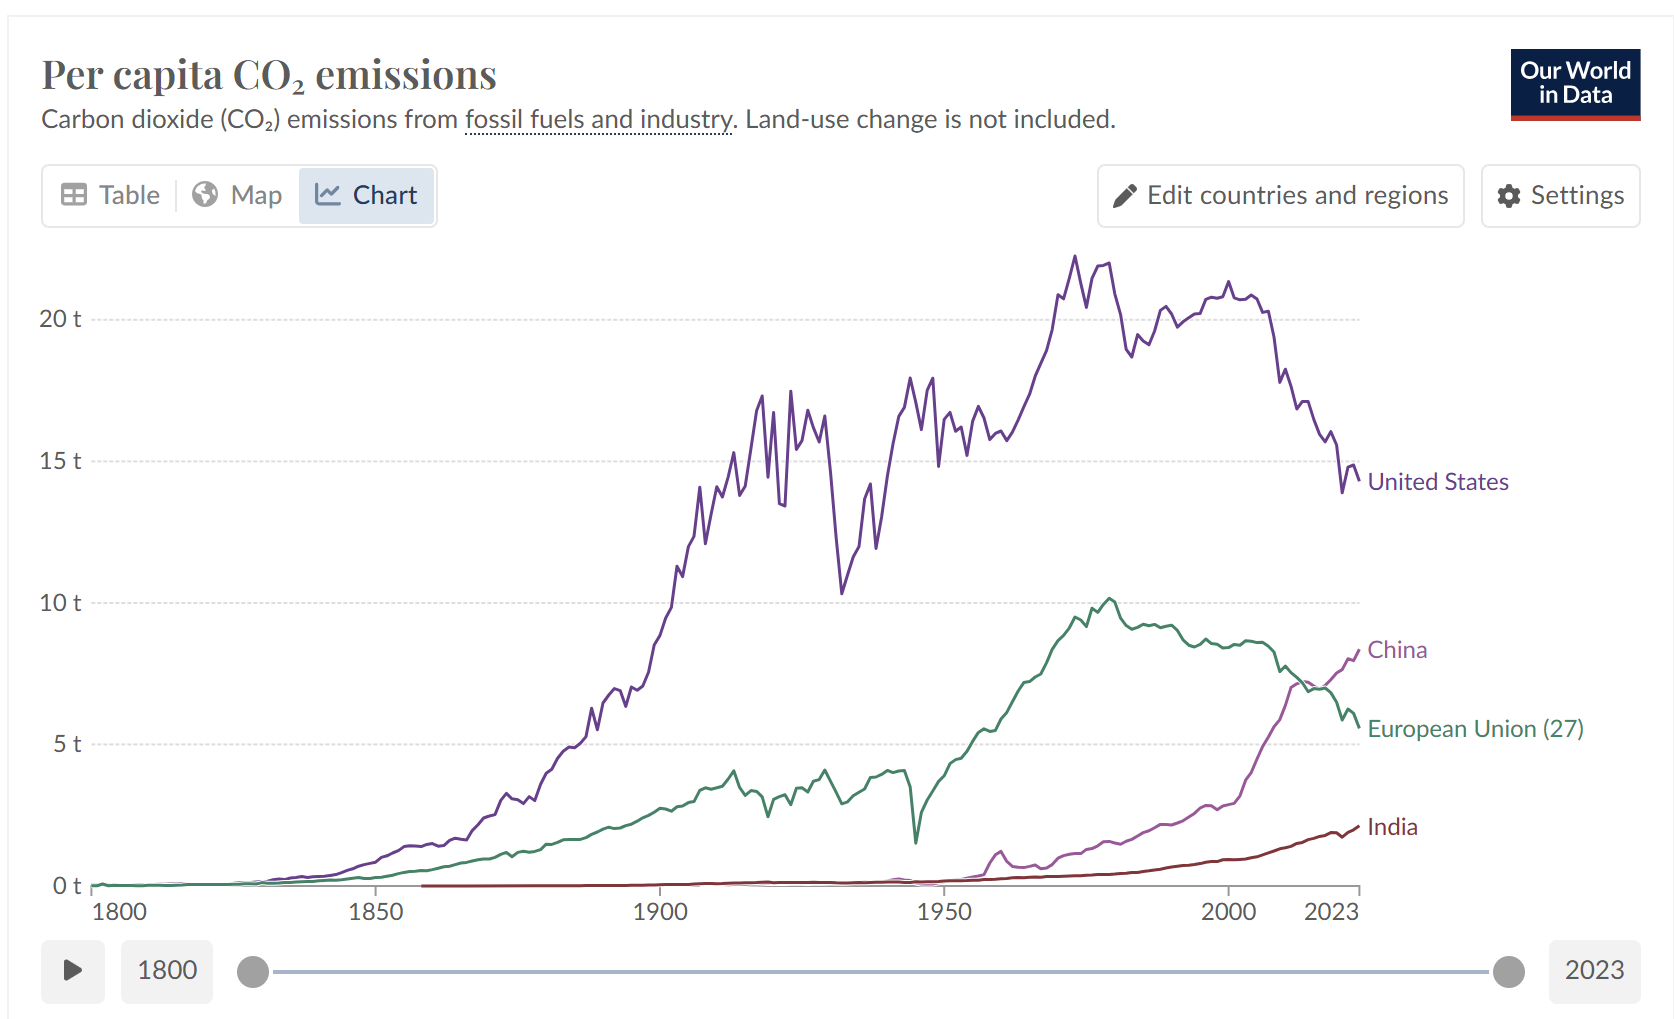 Per capita CO₂ emissions
Our World
in Data
Carbon dioxide (CO₂) emissions from fossil fuels and industry. Land-use change is not included.
Table
Map
Chart
Edit countries and regions
Settings
20 t
15 t
United States
10 t
China
5 t
European Union (27)
India
0 t
1800
1850
1900
1950
2000
2023
1800
2023